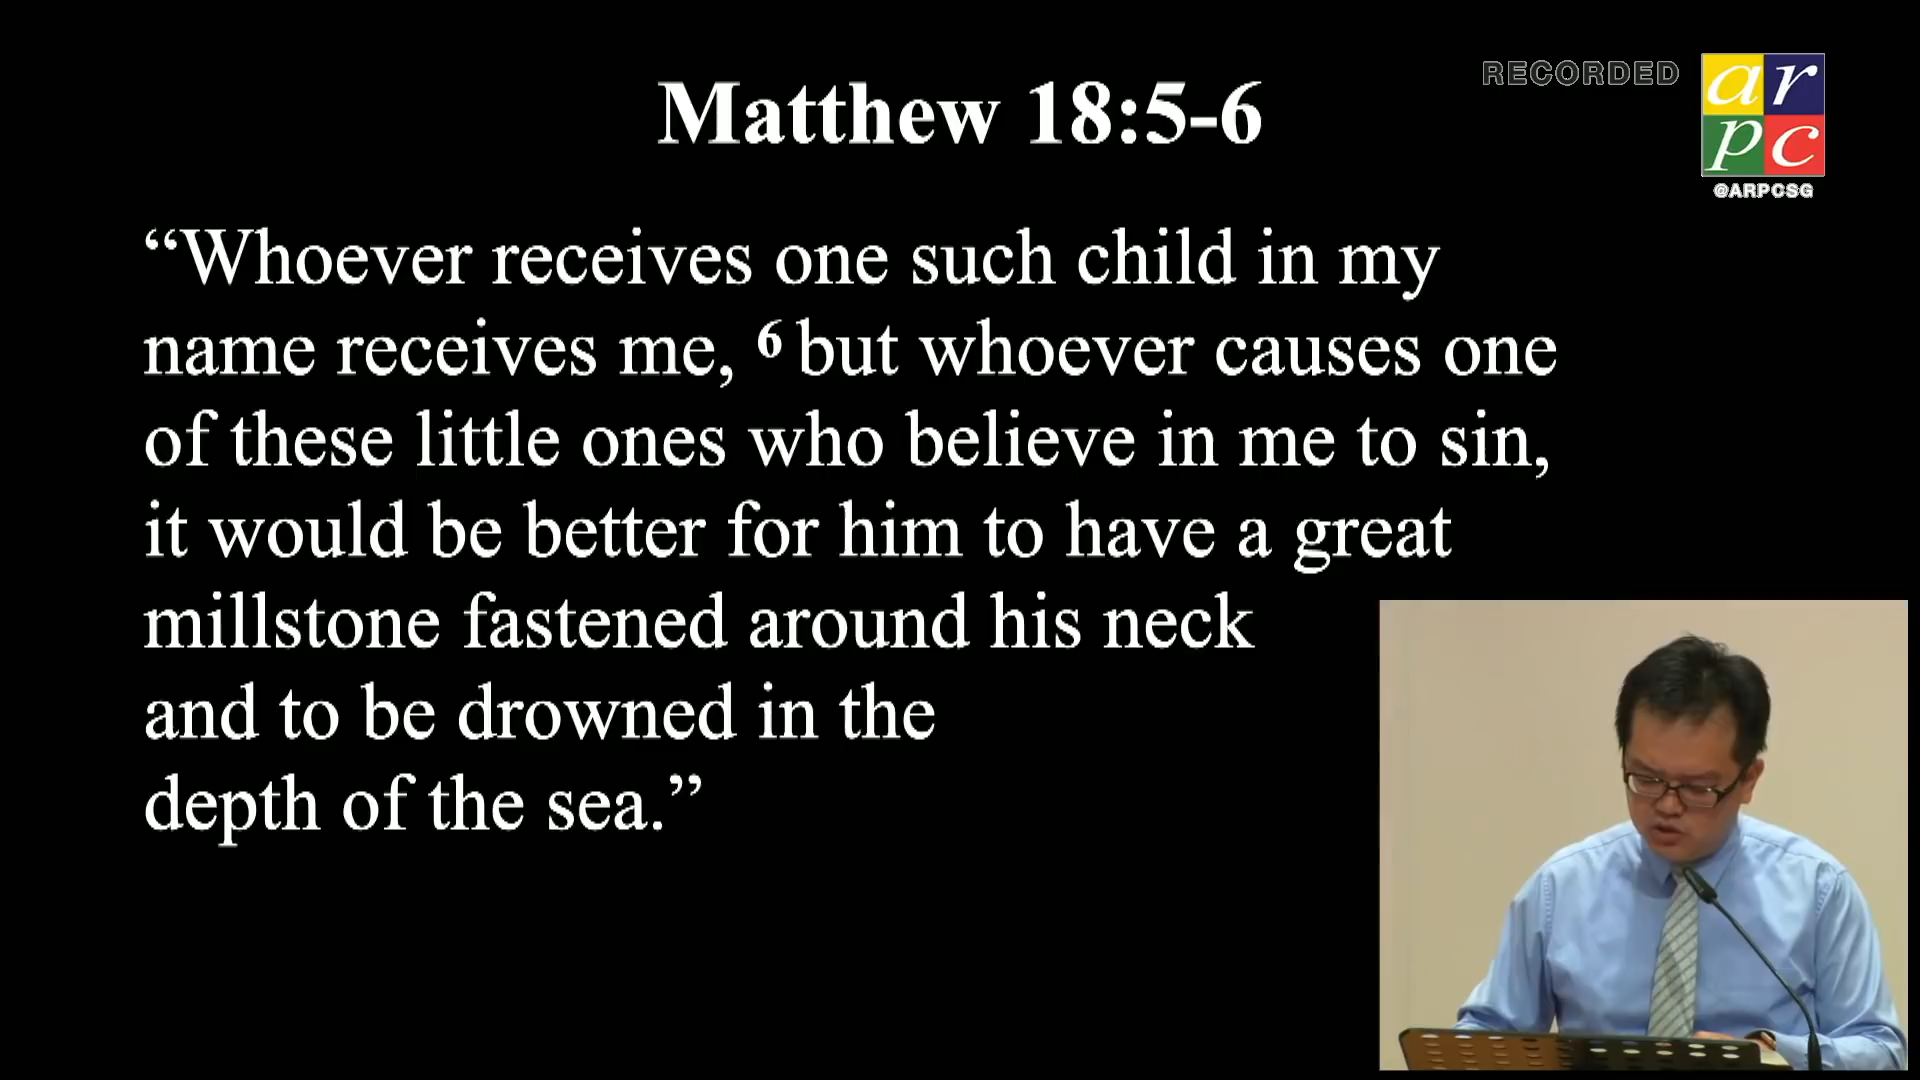 Matthew 18:5-6
RECORDED
ar
pc
@ARPCSG
“Whoever receives one such child in my
name receives me, 6 but whoever causes one
of these little ones who believe in me to sin,
it would be better for him to have a great
millstone fastened around his neck
and to be drowned in the
depth of the sea.”